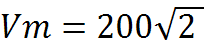 Vm = 200√2